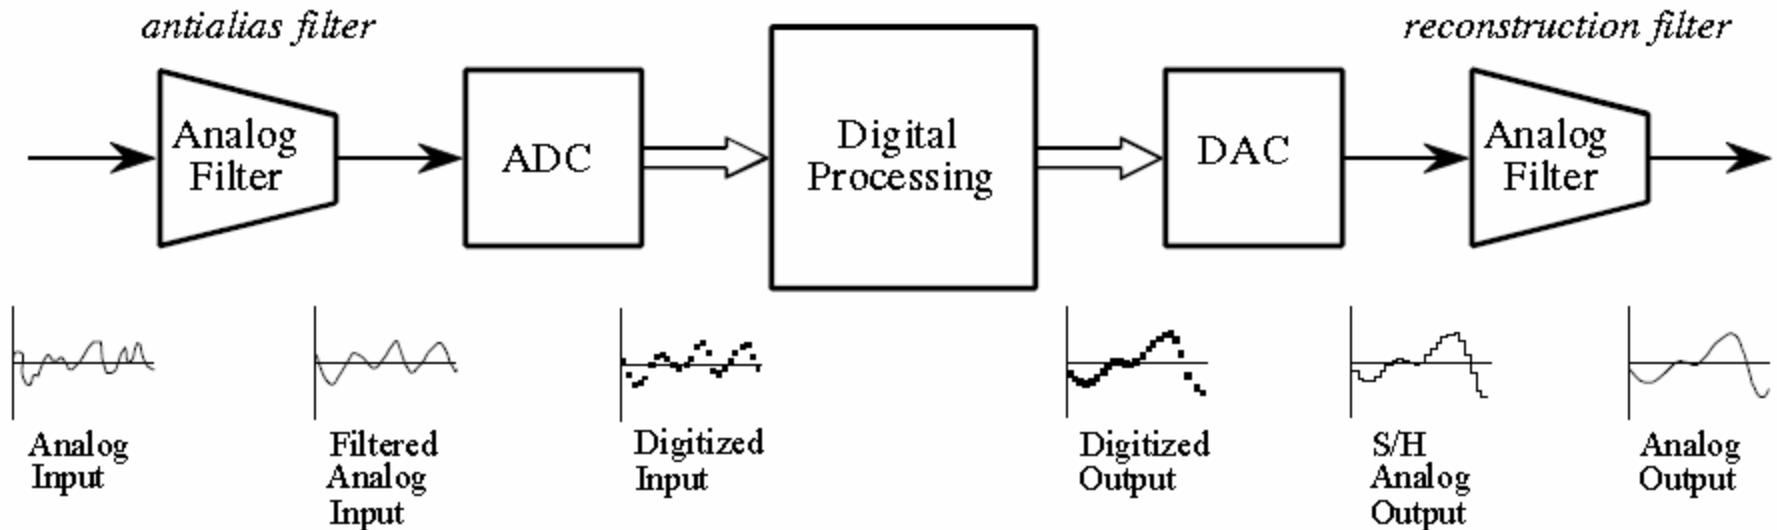 antialias filter
reconstruction filter
Analog
Filter
ADC
Digital
Processing
DAC
Analog
Filter
Analog
Input
Filtered
Analog
Input
Digitized
Input
Digitized
Output
S/H
Analog
Output
Analog
Output